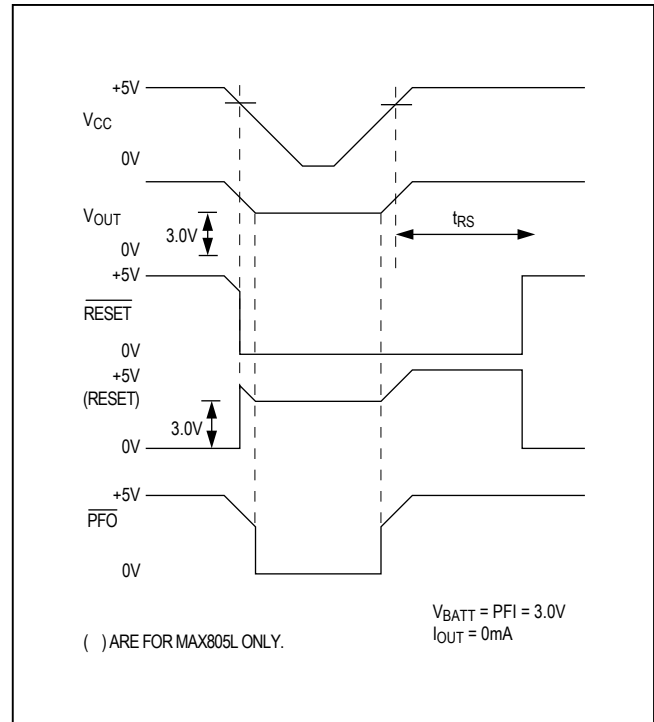 +5V
VCC
0V
VOUT
3.0V
tRS
0V
+5V
RESET
0V
+5V
(RESET)
3.0V
0V
+5V
PFO
0V
VBATT = PFI = 3.0V
IOUT = 0mA
( ) ARE FOR MAX805L ONLY.